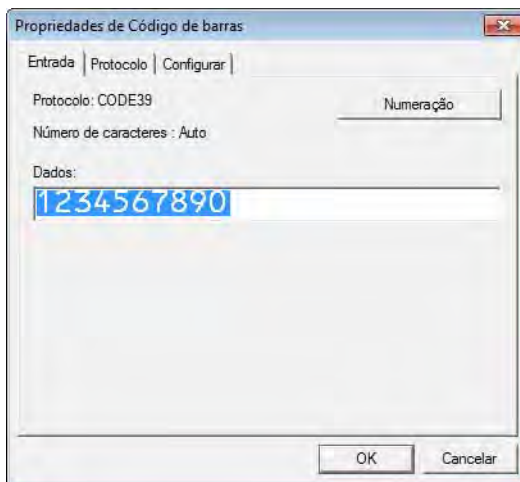 Propriedades de Código de barras
Entrada Protocolo Configurar
Protocolo: CODE39 Numeração
Número de caracteres : Auto
Dados:
1234567890
OK Cancelar